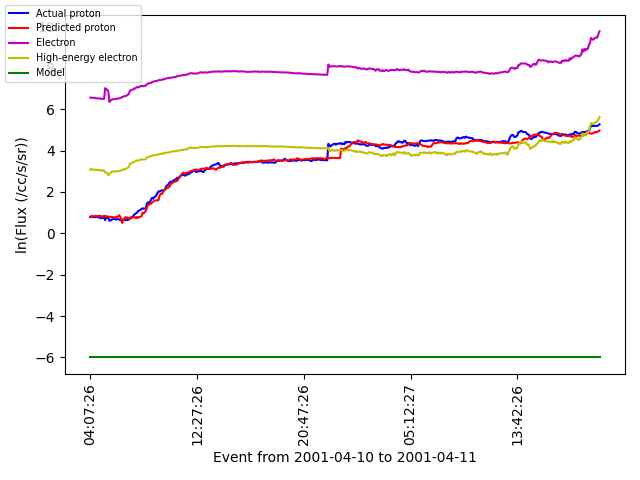 Actual proton
Predicted proton
Electron
High-energy electron
Model
6
4
2
0
−2
−4
−6
ln(Flux (/cc/s/sr))
04:07:26
12:27:26
20:47:26
05:12:27
13:42:26
Event from 2001-04-10 to 2001-04-11